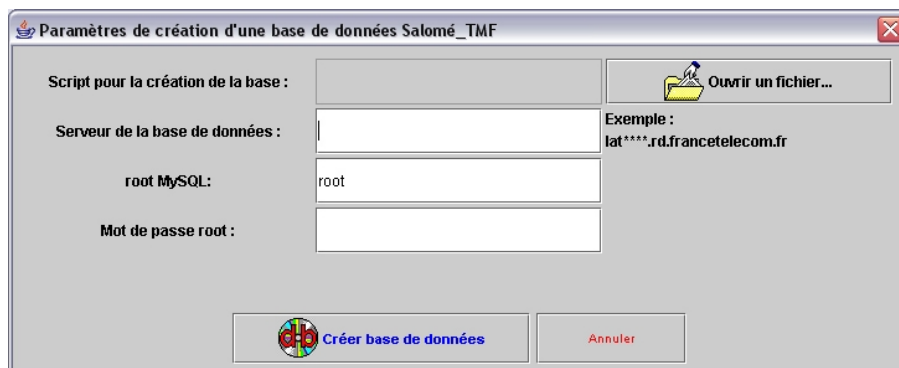 Paramètres de création d'une base de données Salomé_TMF
Script pour la création de la base :
Ouvrir un fichier...
Serveur de la base de données :
Exemple :
lat****.rd.francetelecom.fr
root MySQL:
root
Mot de passe root :
db
Créer base de données
Annuler